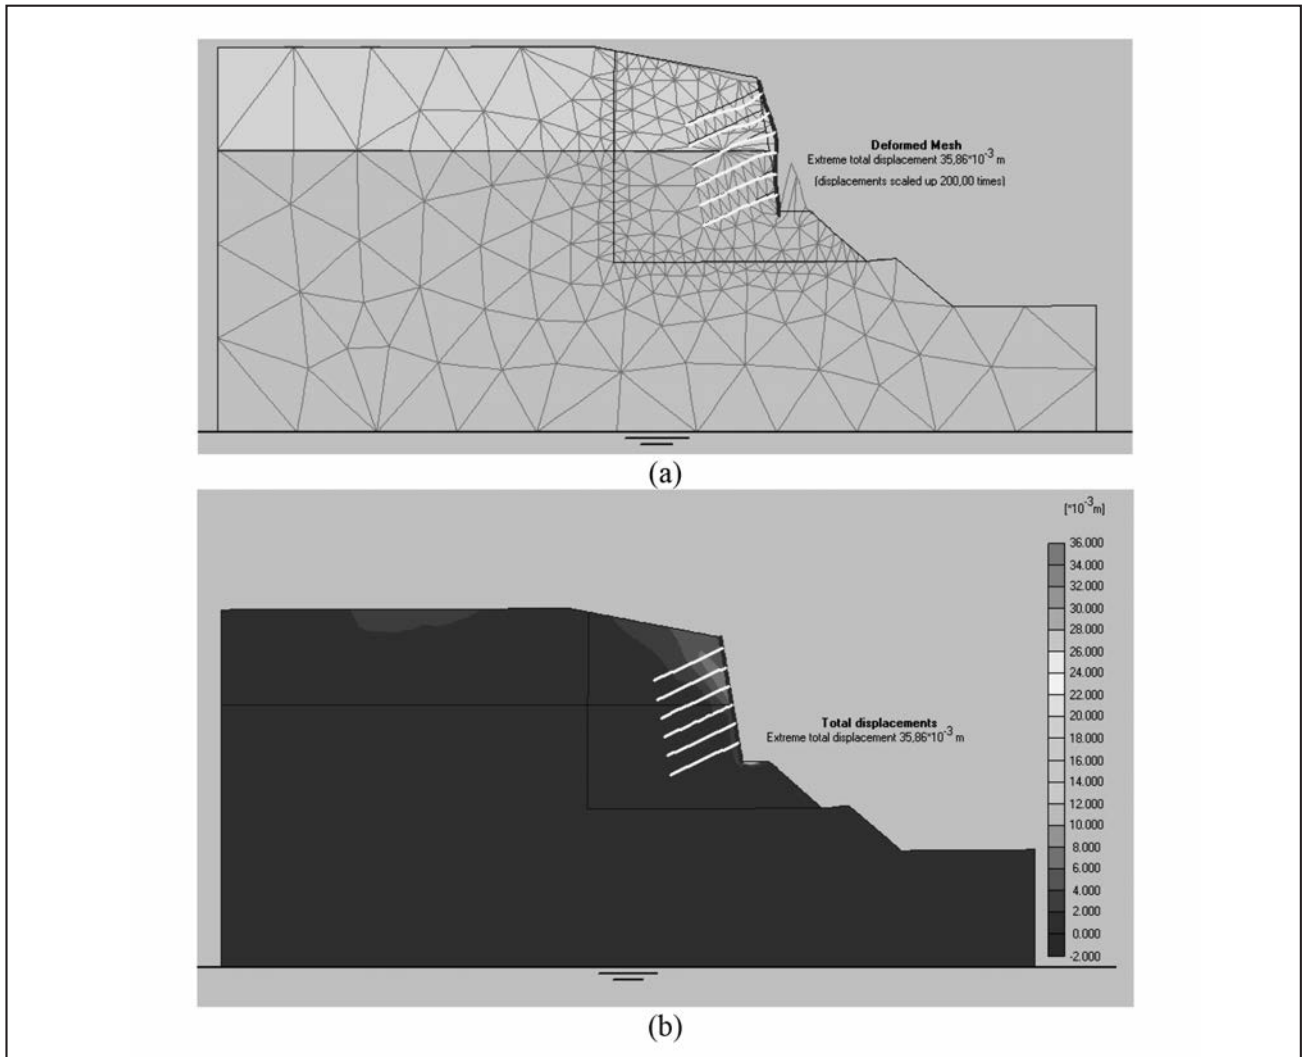 Deformed Mesh
Extreme total displacement 35,86*10-3 m
(displacements scaled up 200,00 times)
(a)
[*10-3m]
36.000
34.000
32.000
30.000
28.000
26.000
24.000
22.000
20.000
18.000
16.000
14.000
12.000
10.000
8.000
6.000
4.000
2.000
0.000
-2.000
Total displacements
Extreme total displacement 35,86*10-3 m
(b)